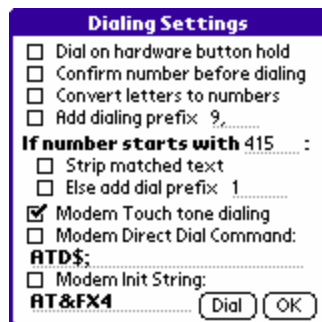 Dialing Settings
Dial on hardware button hold
Confirm number before dialing
Convert letters to numbers
Add dialing prefix 9,
If number starts with 415 :
Strip matched text
Else add dial prefix 1
Modem Touch tone dialing
Modem Direct Dial Command:
ATD$;
Modem Init String:
AT&FX4 Dial OK